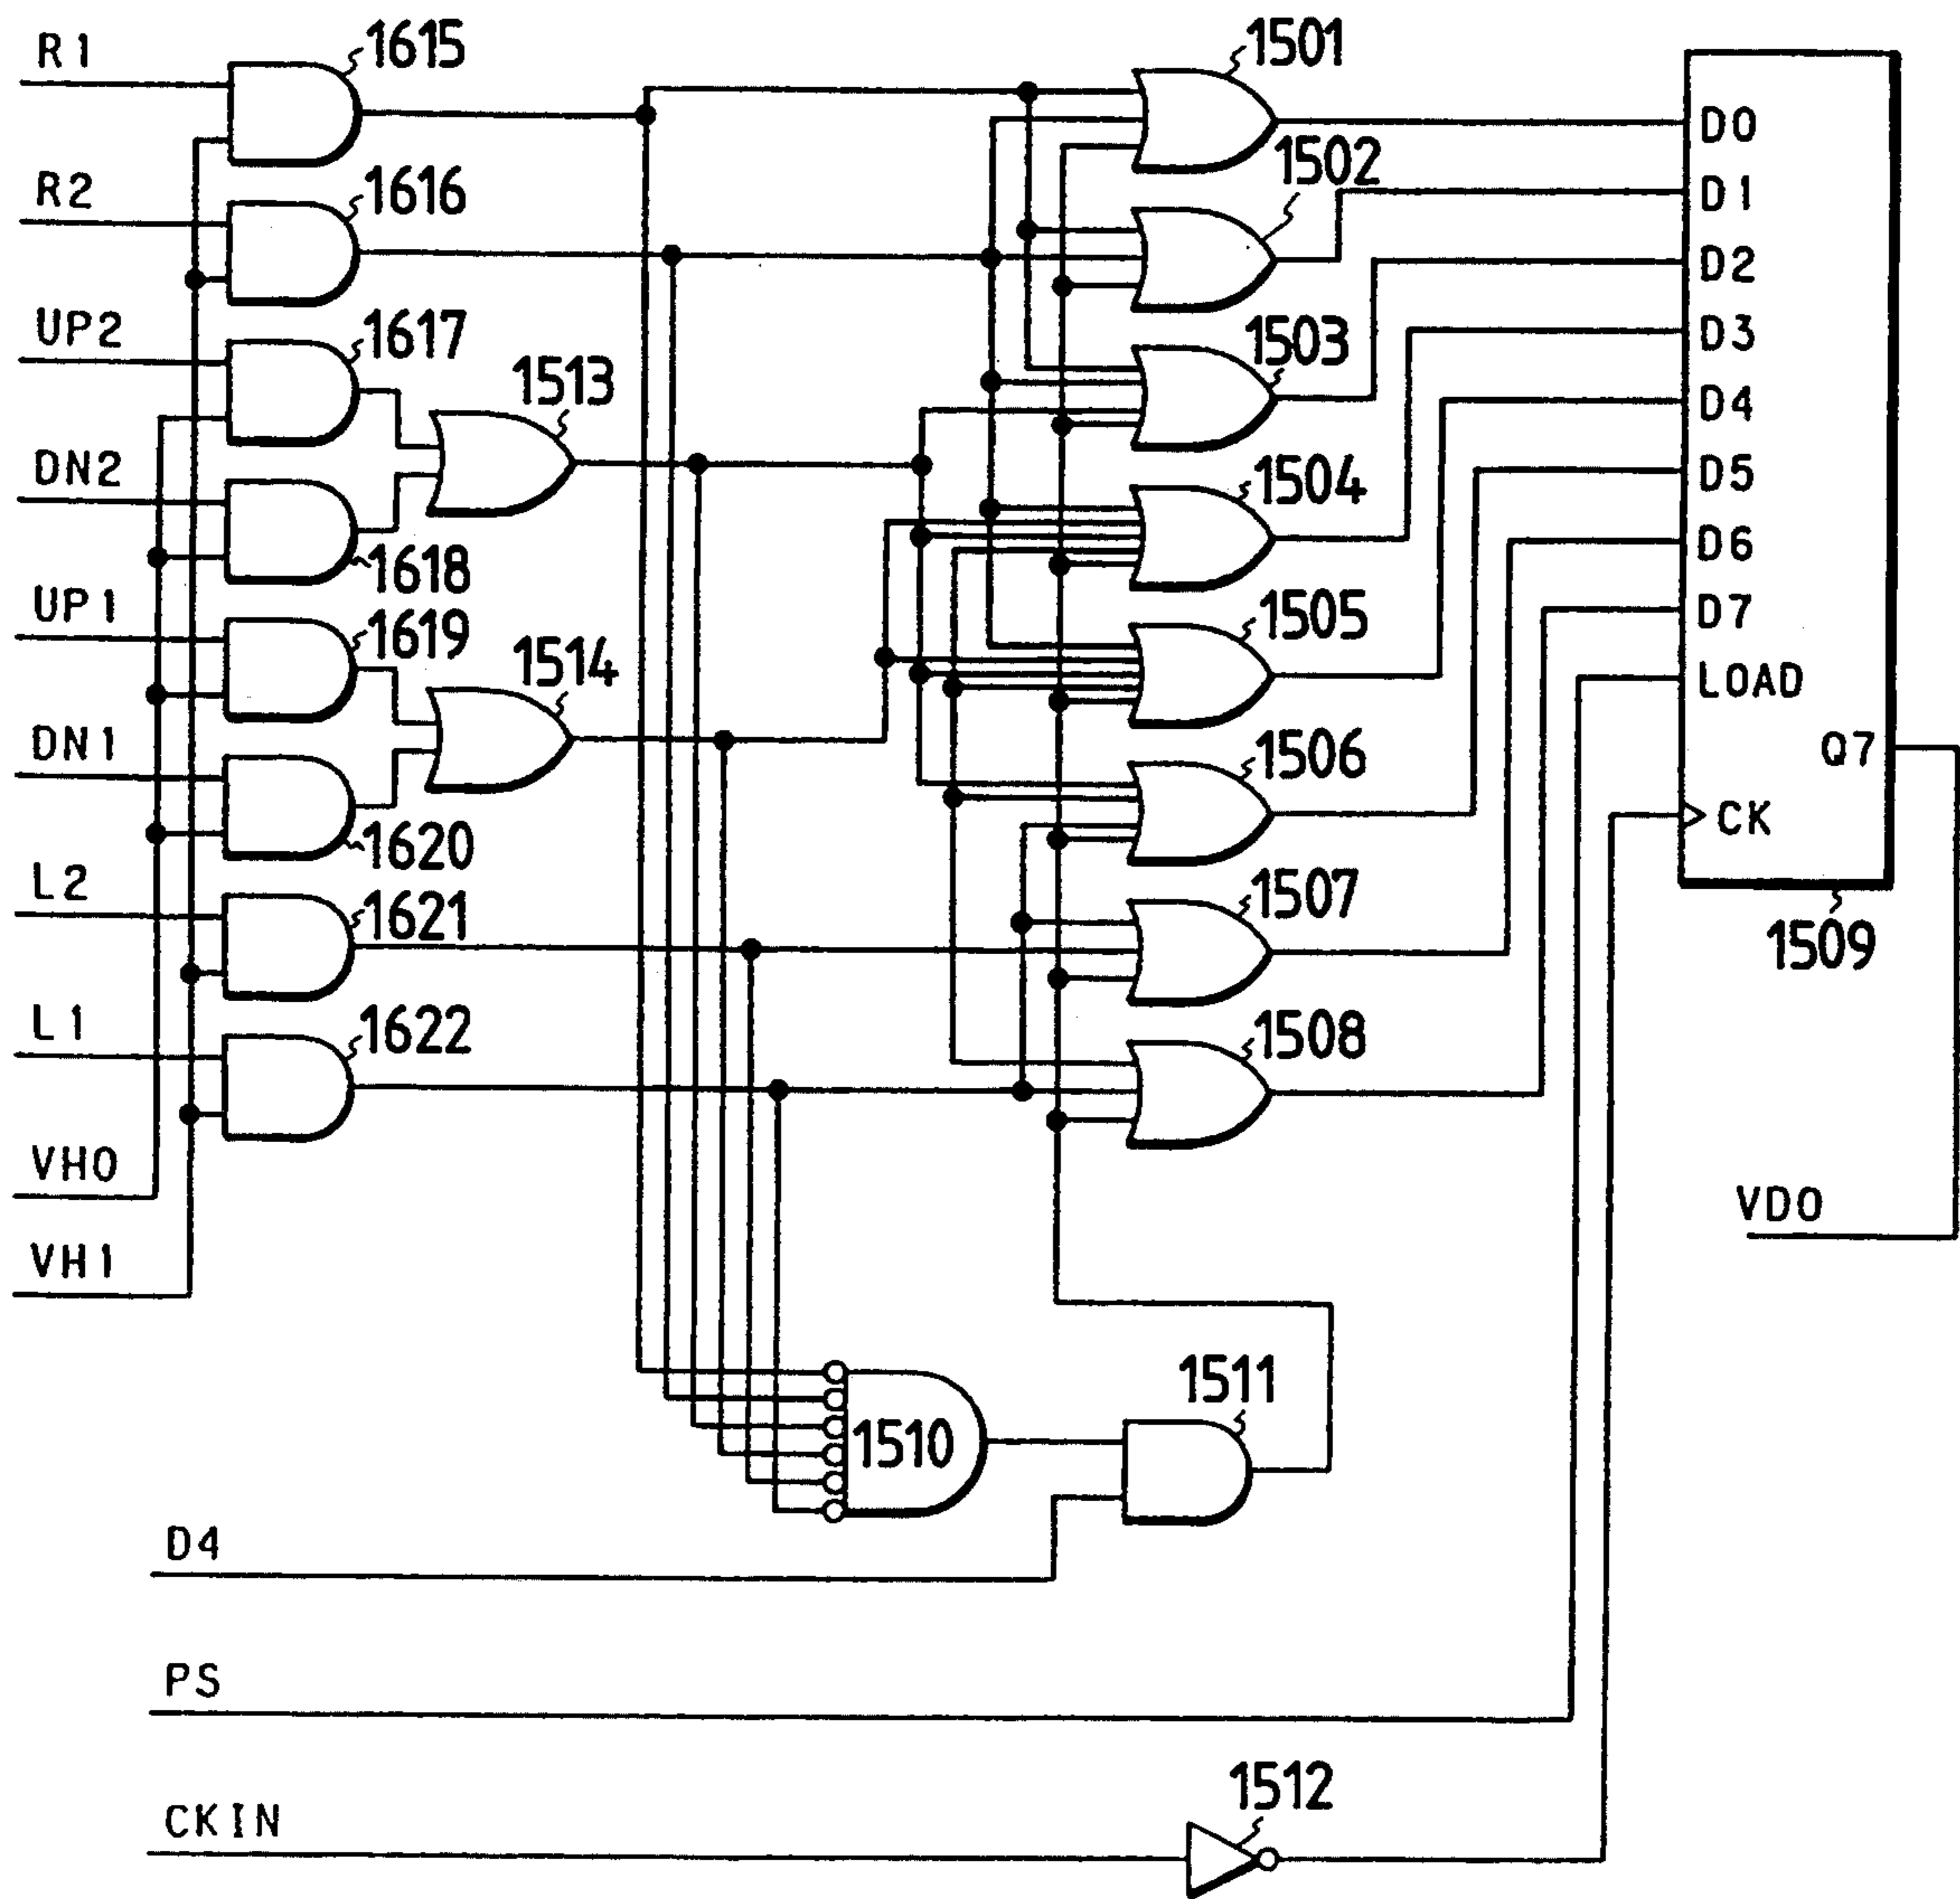 R1
1615
1501
D0
1502
D1
R2
1616
D2
UP2
1617
1503
D3
1513
D4
DN2
1504
D5
1618
D6
UP1
1619
1505
D7
1514
LOAD
DN1
1506
Q7
1620
CK
L2
1621
1507
1509
L1
1622
1508
VH0
VD0
VH1
1511
1510
D4
PS
1512
CKIN